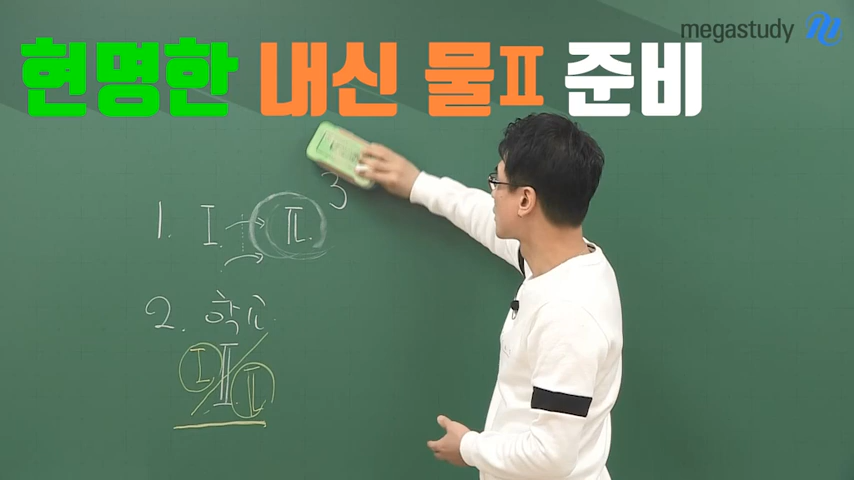 megastudy
현명한 내신 물Ⅱ 준비
3
1. Ⅰ. → Ⅱ.
2. 학교
Ⅰ Ⅱ Ⅱ